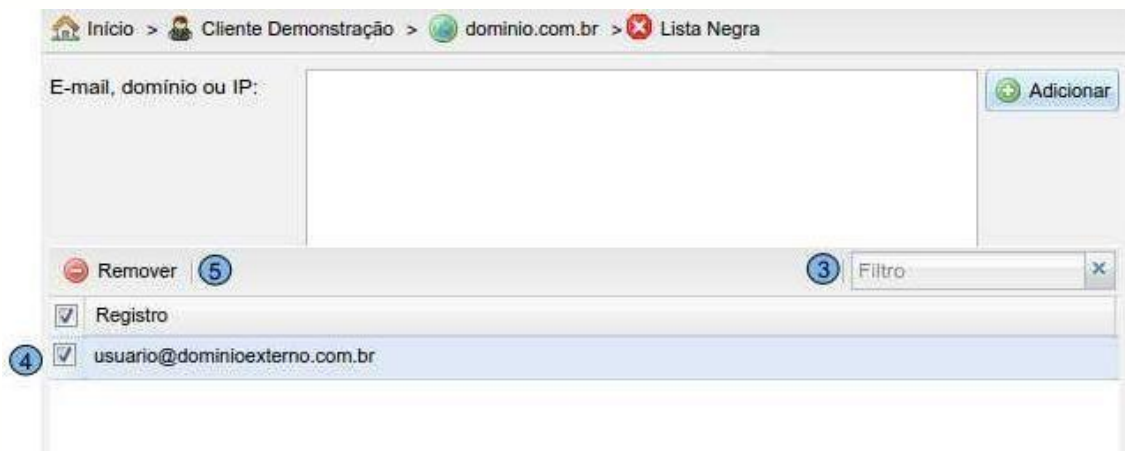 Início > Cliente Demonstração > dominio.com.br > Lista Negra
E-mail, domínio ou IP:
Adicionar
Remover 5 3 Filtro
Registro
4 usuario@dominioexterno.com.br